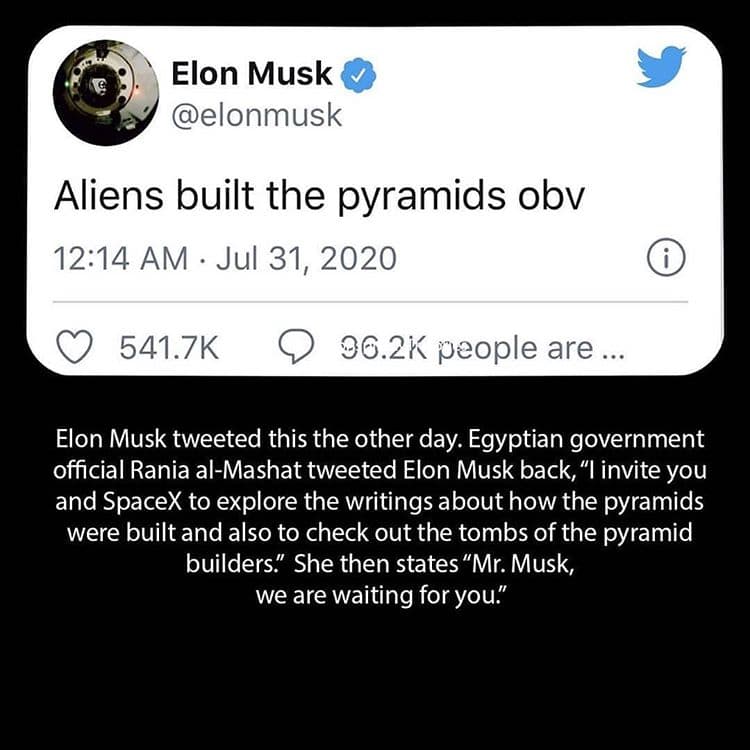 Elon Musk
@elonmusk
Aliens built the pyramids obv
12:14 AM · Jul 31, 2020
541.7K 96.2K people are ...
Elon Musk tweeted this the other day. Egyptian government
official Rania al-Mashat tweeted Elon Musk back, “I invite you
and SpaceX to explore the writings about how the pyramids
were built and also to check out the tombs of the pyramid
builders.” She then states “Mr. Musk,
we are waiting for you.”